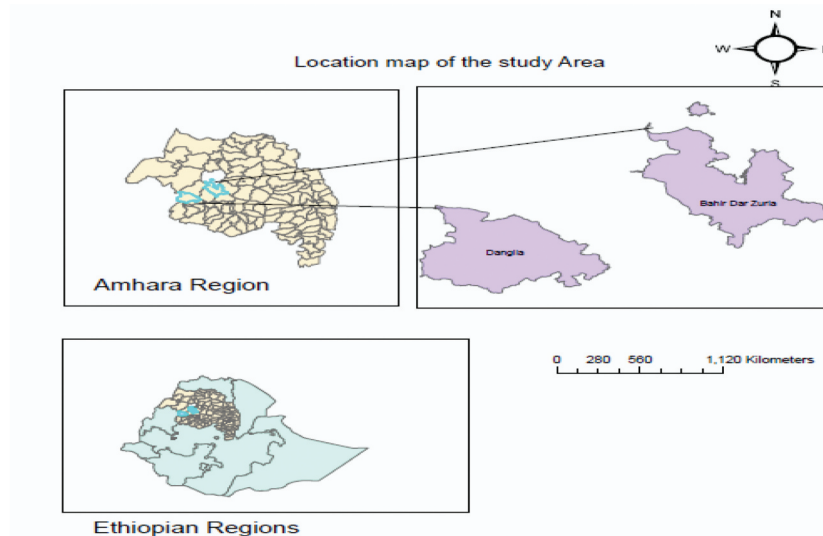 N
Location map of the study Area
W
S
Bahir Dar Zuria
Dangila
Amhara Region
0 280 560 1,120 Kilometers
Ethiopian Regions